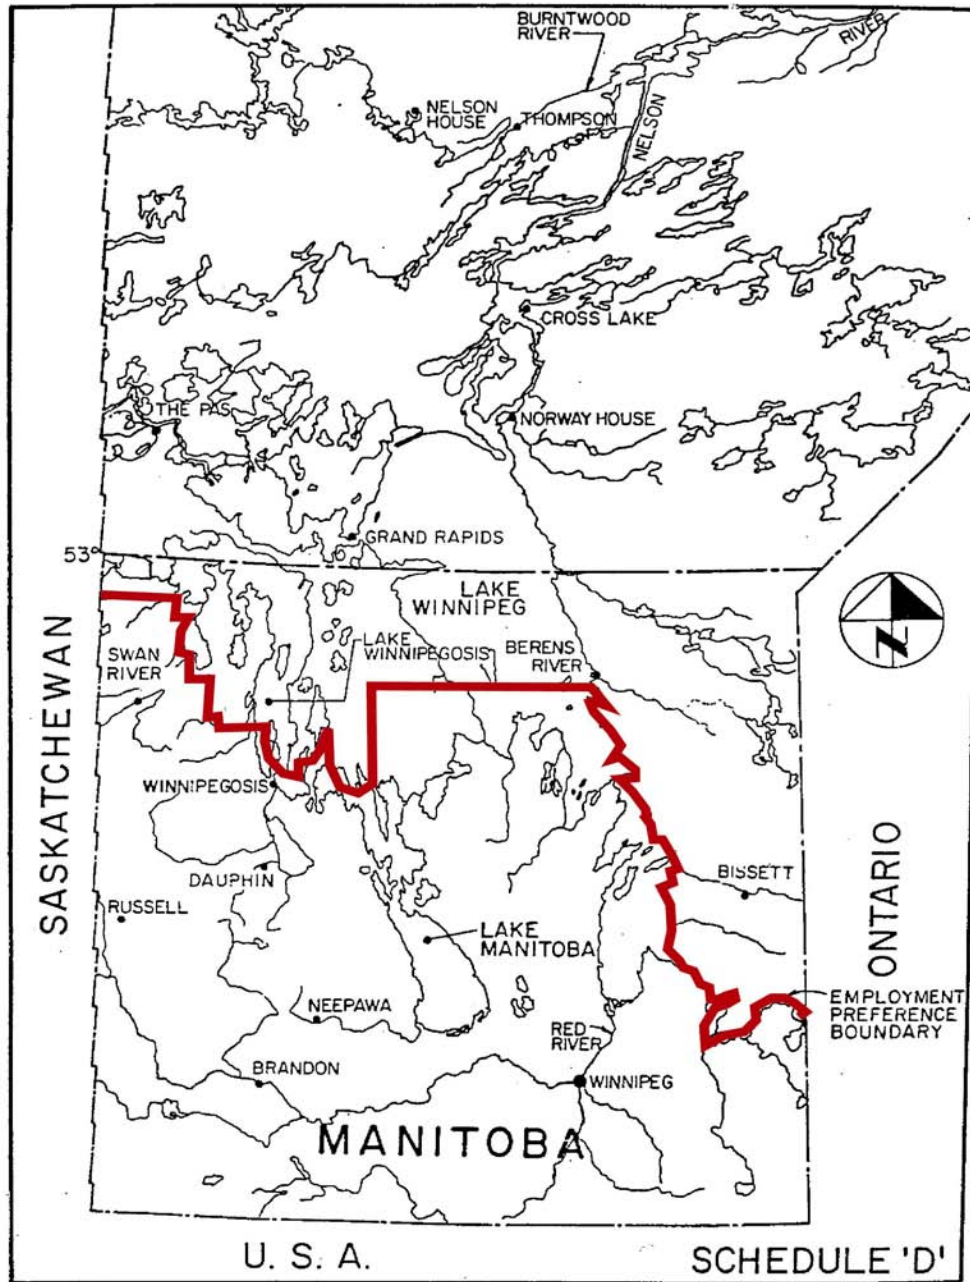 BURNTWOOD
RIVER
RIVER
NELSON
HOUSE
THOMPSON
NELSON
CROSS LAKE
THE PAS
NORWAY HOUSE
GRAND RAPIDS
53°
LAKE
WINNIPEG
SASKATCHEWAN
SWAN
RIVER
LAKE
WINNIPEGOSIS
BERENS
RIVER
N
WINNIPEGOSIS
DAUPHIN
BISSETT
RUSSELL
LAKE
MANITOBA
ONTARIO
NEEPAWA
RED
RIVER
EMPLOYMENT
PREFERENCE
BOUNDARY
BRANDON
WINNIPEG
MANITOBA
U. S. A.
SCHEDULE 'D'